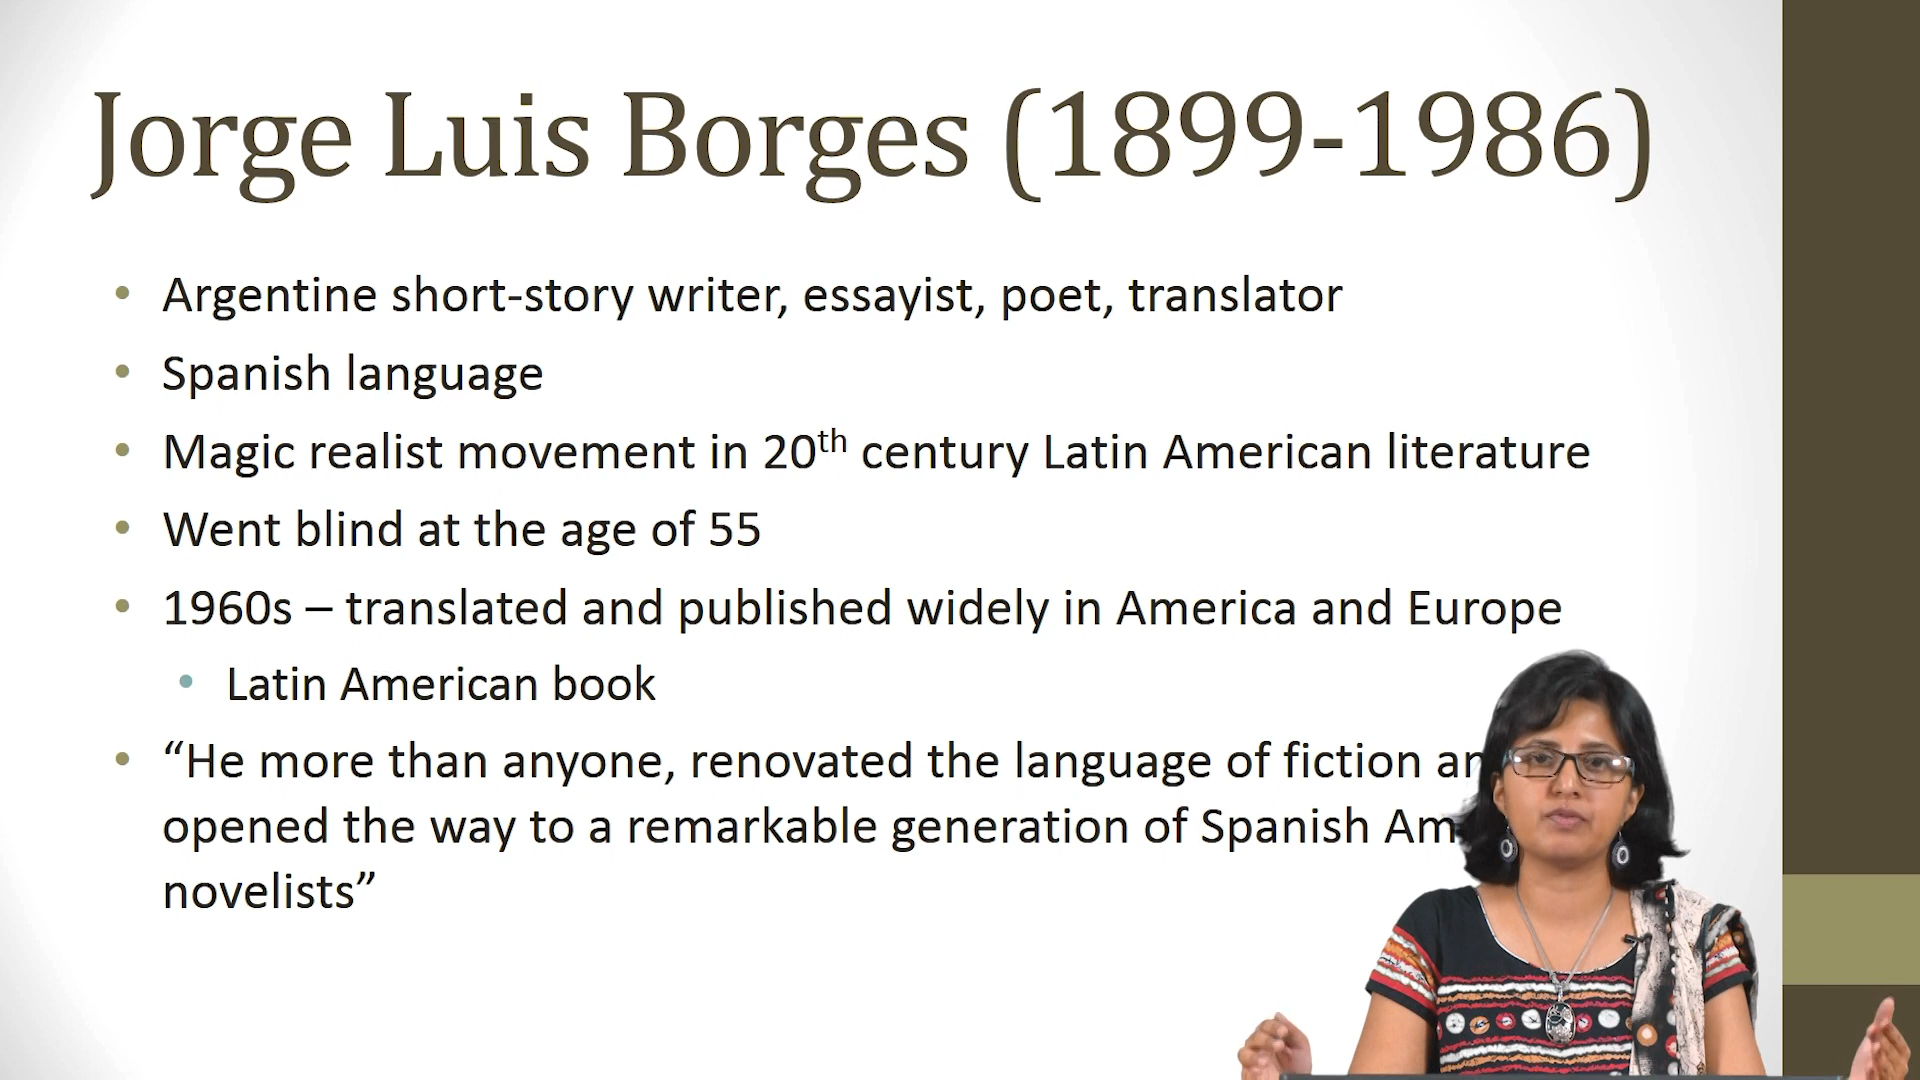 Jorge Luis Borges (1899-1986)
• Argentine short-story writer, essayist, poet, translator
• Spanish language
• Magic realist movement in 20th century Latin American literature
• Went blind at the age of 55
• 1960s – translated and published widely in America and Europe
• Latin American book
• “He more than anyone, renovated the language of fiction
opened the way to a remarkable generation of Spanish
novelists”